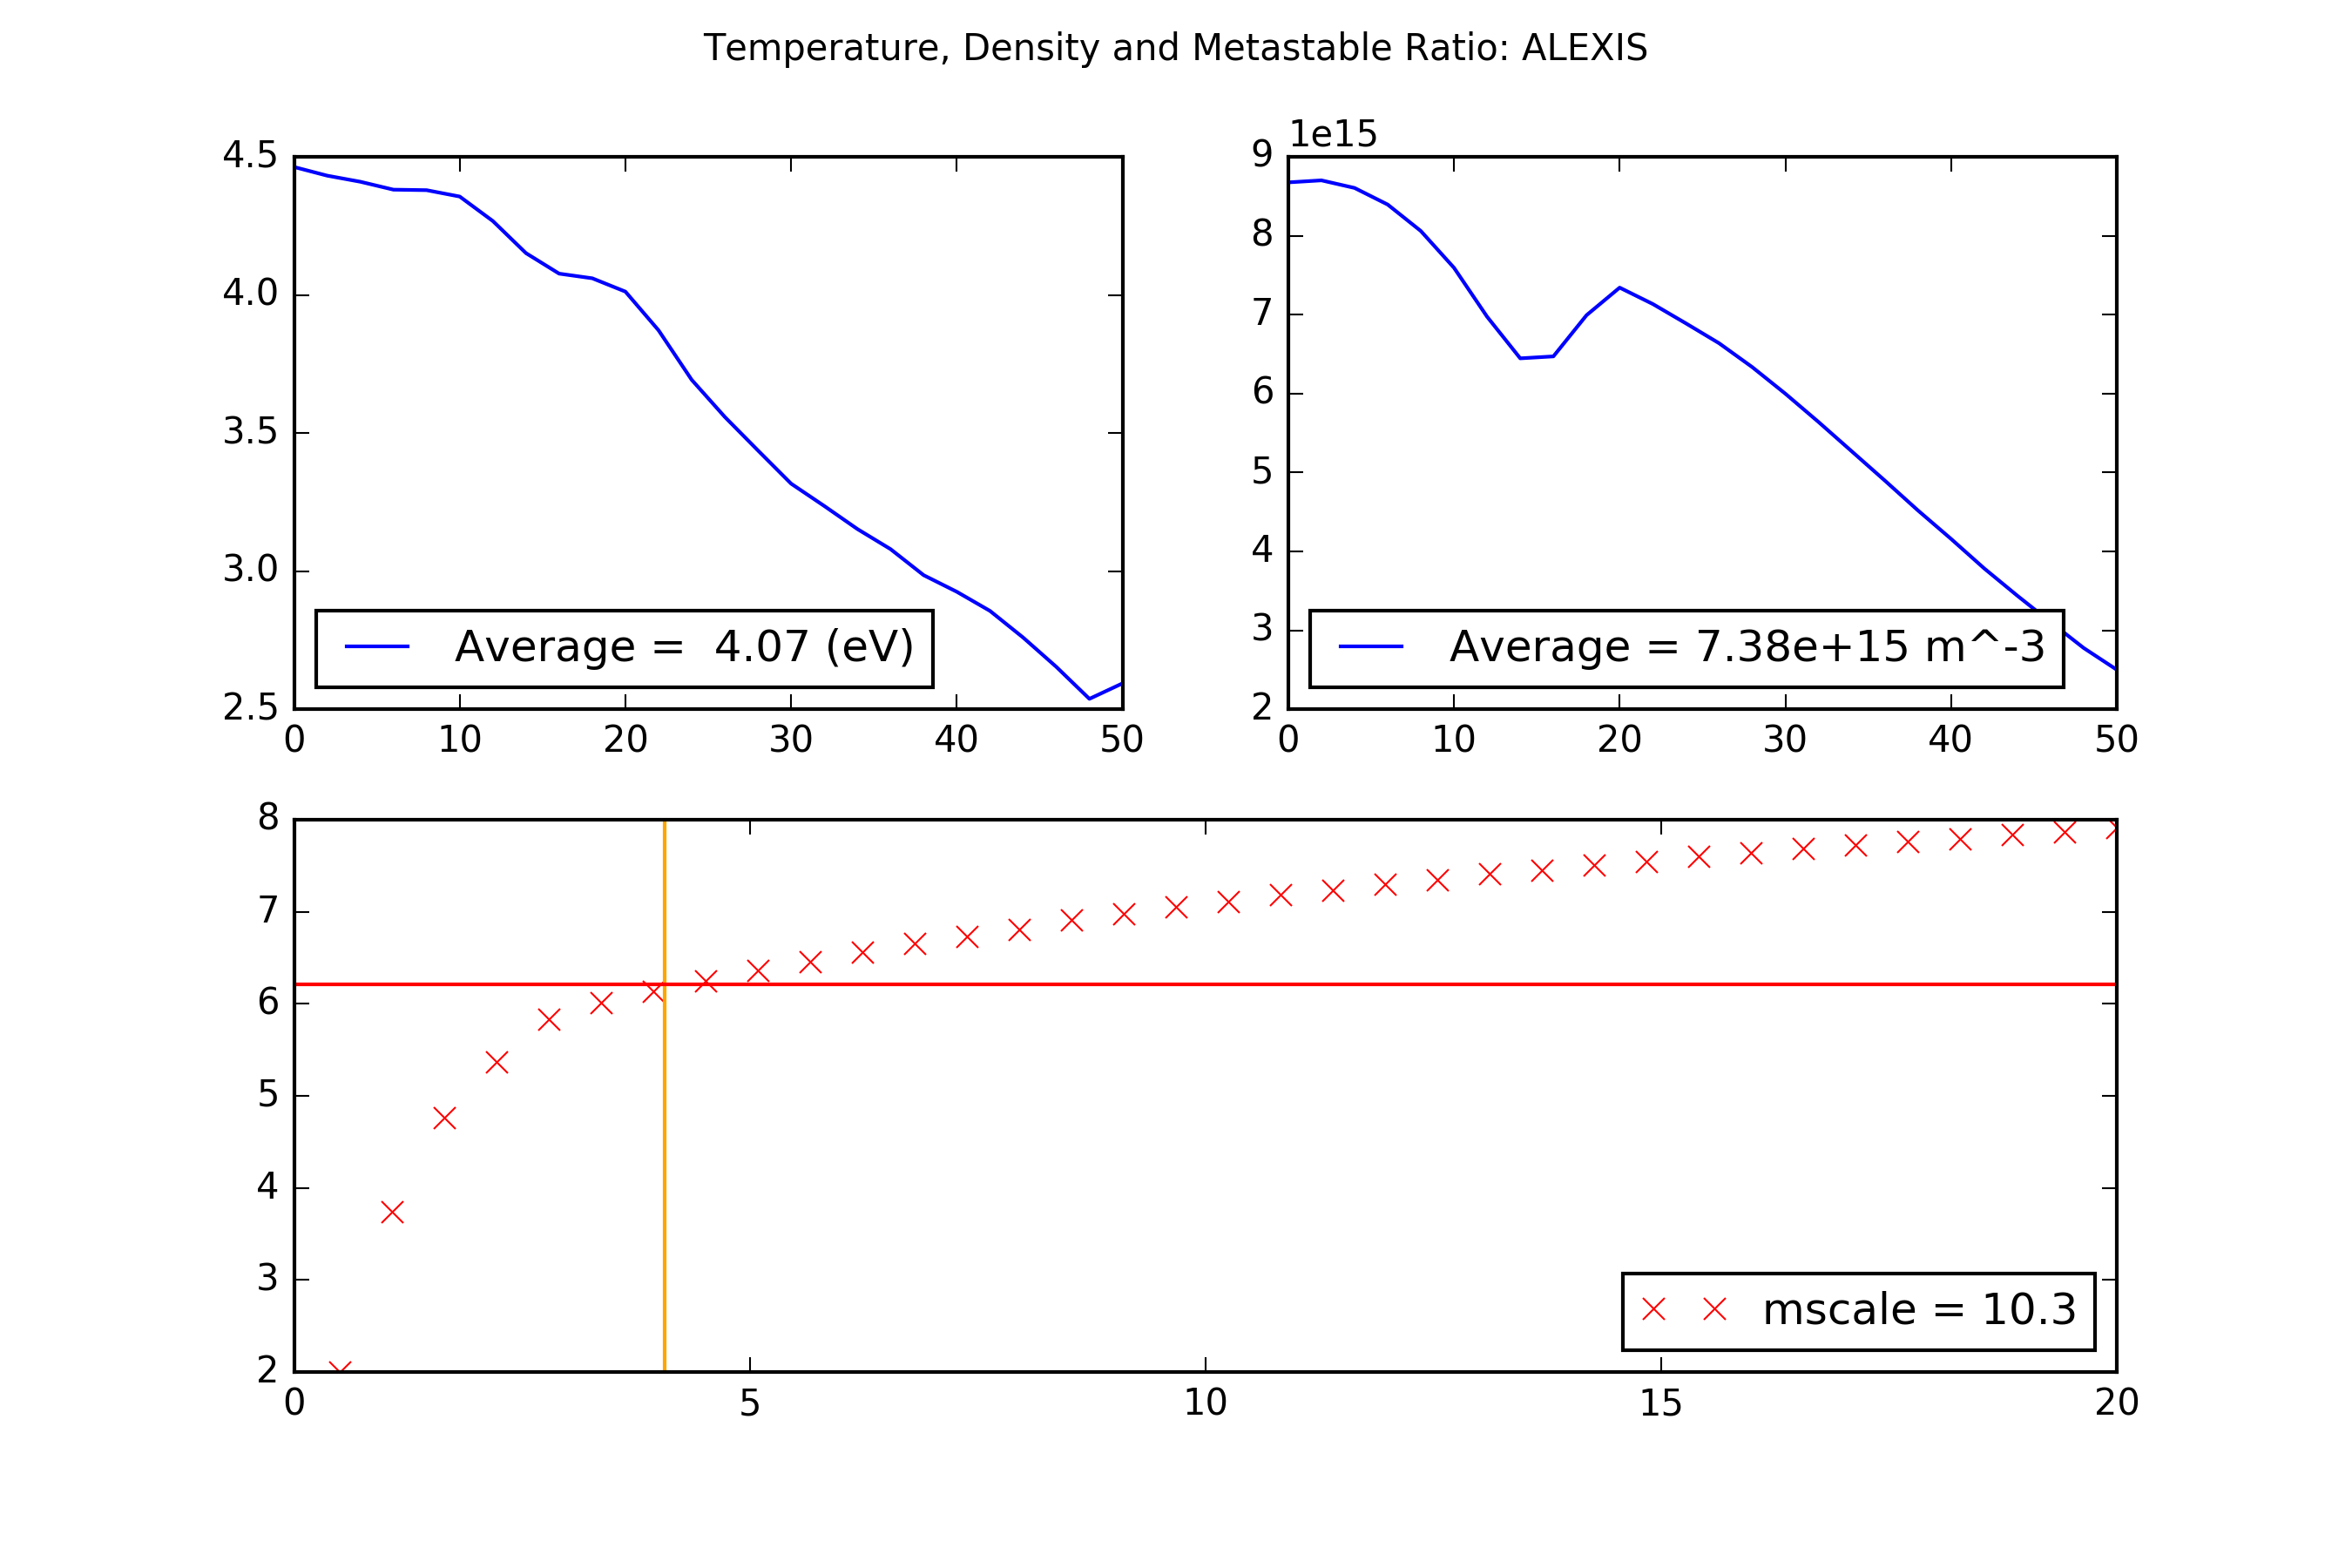 Temperature, Density and Metastable Ratio: ALEXIS
4.5
4.0
3.5
3.0
2.5
0 10 20 30 40 50
Average =  4.07 (eV)
1e15
9
8
7
6
5
4
3
2
0 10 20 30 40 50
Average = 7.38e+15 m^-3
8
7
6
5
4
3
2
0 5 10 15 20
mscale = 10.3